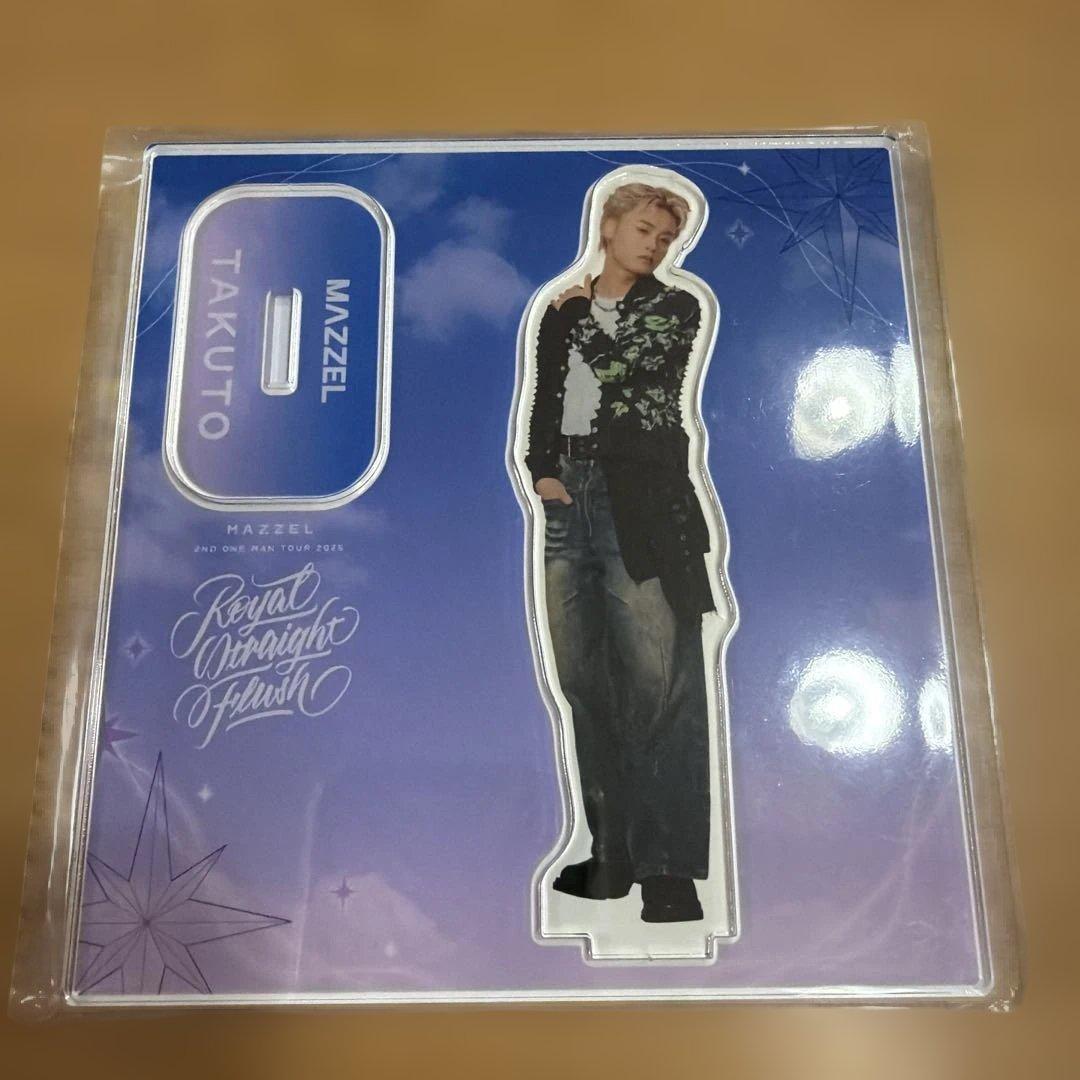 MAZZEL
TAKUTO
MAZZEL
2ND ONE MAN TOUR 2025
Royal
Straight
Flush